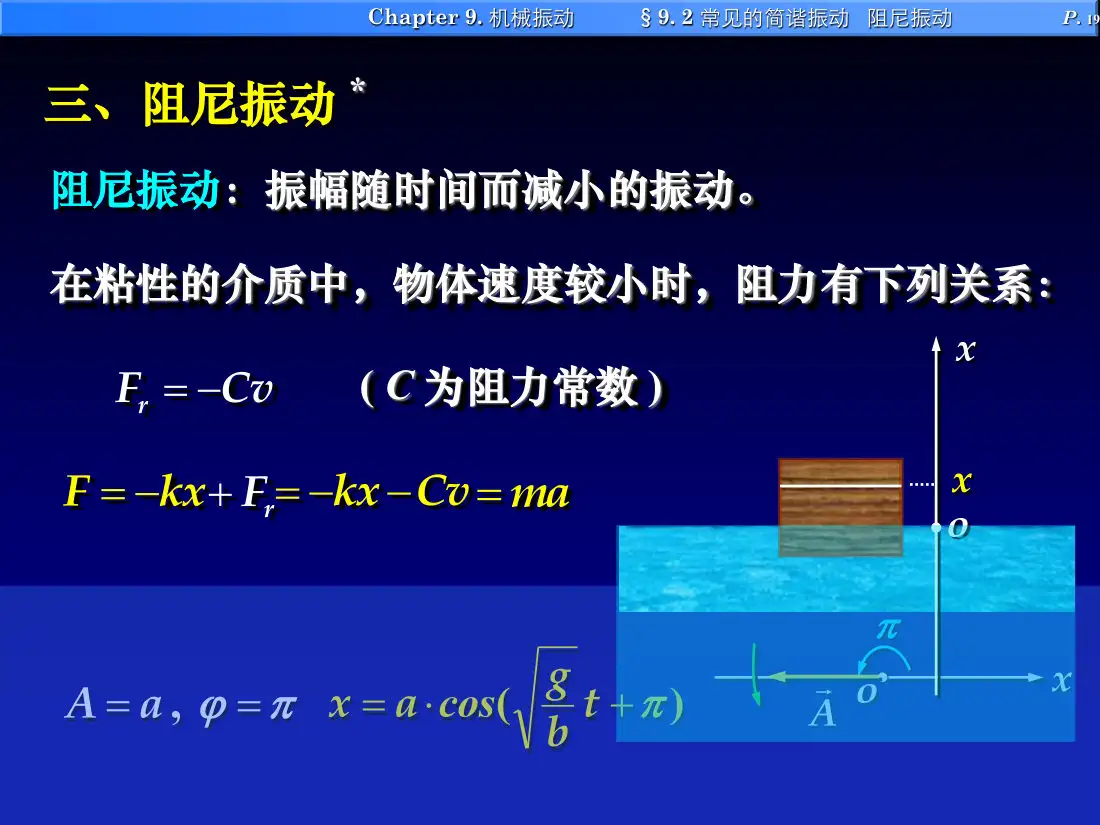 Chapter 9. 机械振动 §9. 2 常见的简谐振动 阻尼振动 P. 19
三、阻尼振动*
阻尼振动：振幅随时间而减小的振动。
在粘性的介质中，物体速度较小时，阻力有下列关系：
x
F_r = −Cv ( C 为阻力常数 )
F = −kx + F_r = −kx − Cv = ma
x
o
π
A = a , φ = π x = a · cos( √(g/b) t + π )
A⃗ o x